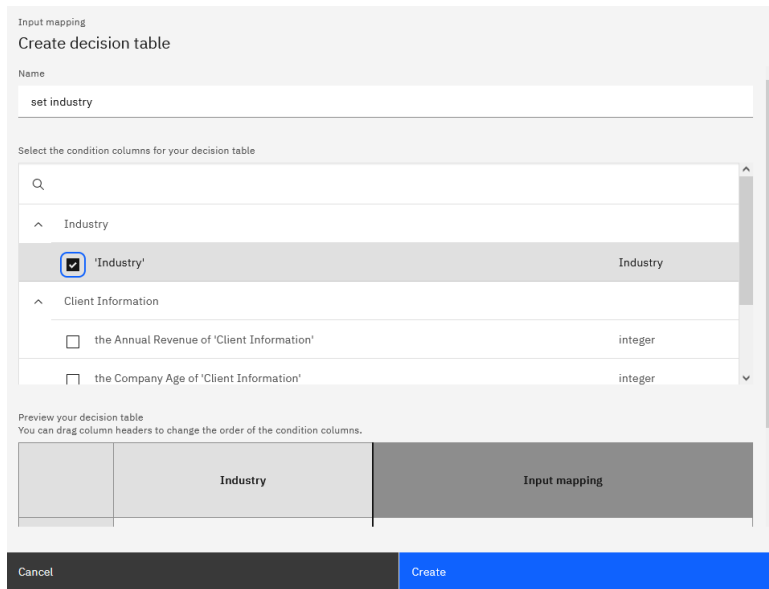 Input mapping
Create decision table
Name
set industry
Select the condition columns for your decision table
Industry
'Industry' Industry
Client Information
the Annual Revenue of 'Client Information' integer
the Company Age of 'Client Information' integer
Preview your decision table
You can drag column headers to change the order of the condition columns.
Industry Input mapping
Cancel Create